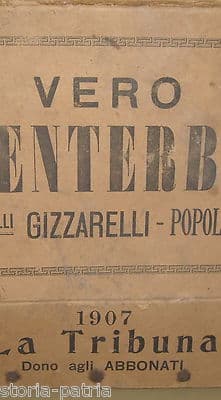 VERO
ENTERB
LLI GIZZARELLI - POPOL
1907
La Tribuna
Dono agli ABBONATI
storia-patria